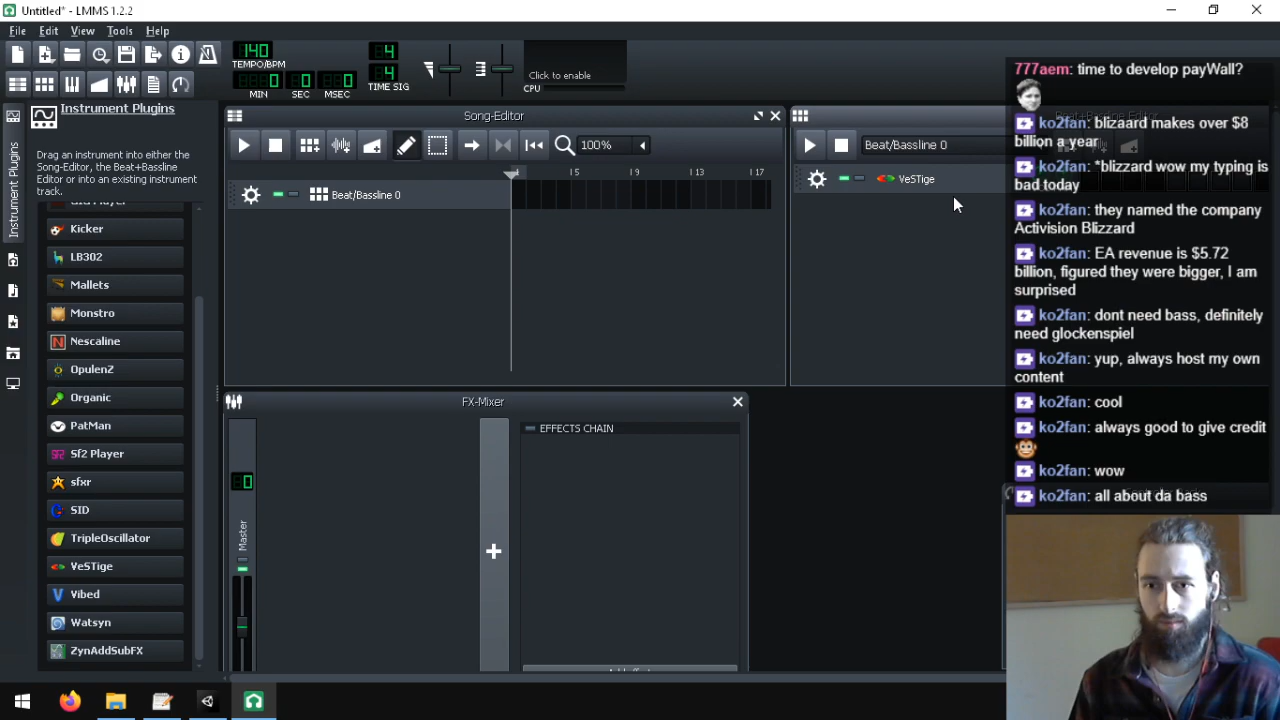 Untitled* - LMMS 1.2.2
File Edit View Tools Help
140
TEMPO/BPM
0 0 0
MIN SEC MSEC
4
4
TIME SIG
Click to enable
CPU
Instrument Plugins
Instrument Plugins
Drag an instrument into either the
Song-Editor, the Beat+Bassline
Editor or into an existing instrument
track.
Kicker
LB302
Mallets
Monstro
Nescaline
OpulenZ
Organic
PatMan
Sf2 Player
sfxr
SID
TripleOscillator
VeSTige
Vibed
Watsyn
ZynAddSubFX
Song-Editor
100%
5 9 13 17
Beat/Bassline 0
Beat/Bassline 0
VeSTige
FX-Mixer
0
Master
EFFECTS CHAIN
777aem: time to develop payWall?
ko2fan: blizaard makes over $8
billion a year
ko2fan: *blizzard wow my typing is
bad today
ko2fan: they named the company
Activision Blizzard
ko2fan: EA revenue is $5.72
billion, figured they were bigger, I am
surprised
ko2fan: dont need bass, definitely
need glockenspiel
ko2fan: yup, always host my own
content
ko2fan: cool
ko2fan: always good to give credit
ko2fan: wow
ko2fan: all about da bass